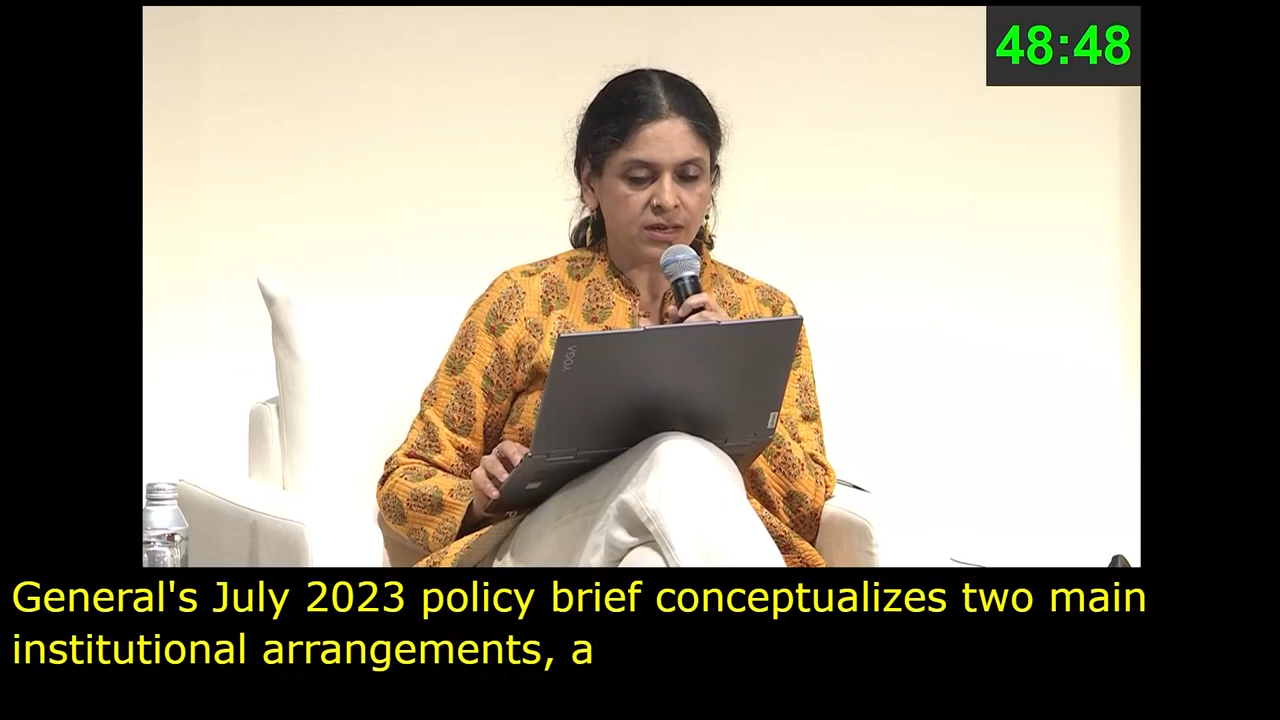 48:48
YOGA
General's July 2023 policy brief conceptualizes two main
institutional arrangements, a